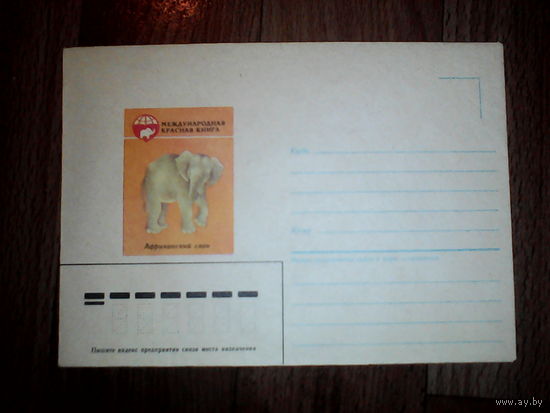 МЕЖДУНАРОДНАЯ
КРАСНАЯ КНИГА
Африканский слон
Куда
Кому
Пишите индекс предприятия связи места назначения
www.ay.by